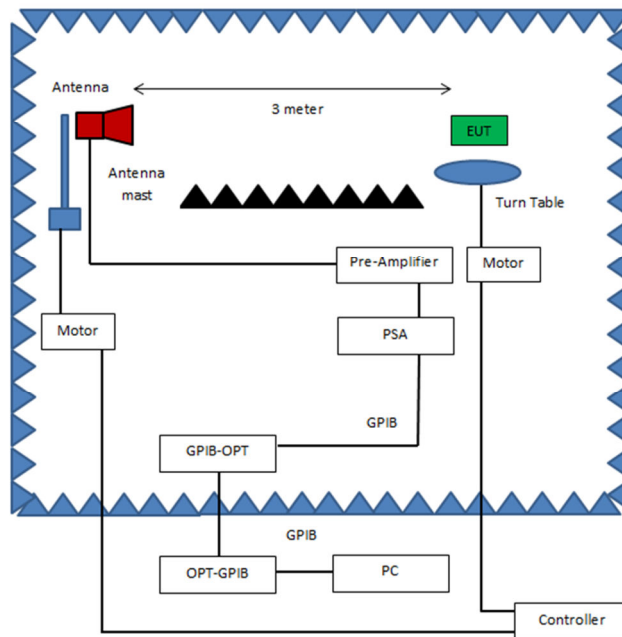 Antenna
3 meter
EUT
Antenna
mast
Turn Table
Pre-Amplifier
Motor
Motor
PSA
GPIB
GPIB-OPT
GPIB
OPT-GPIB
PC
Controller